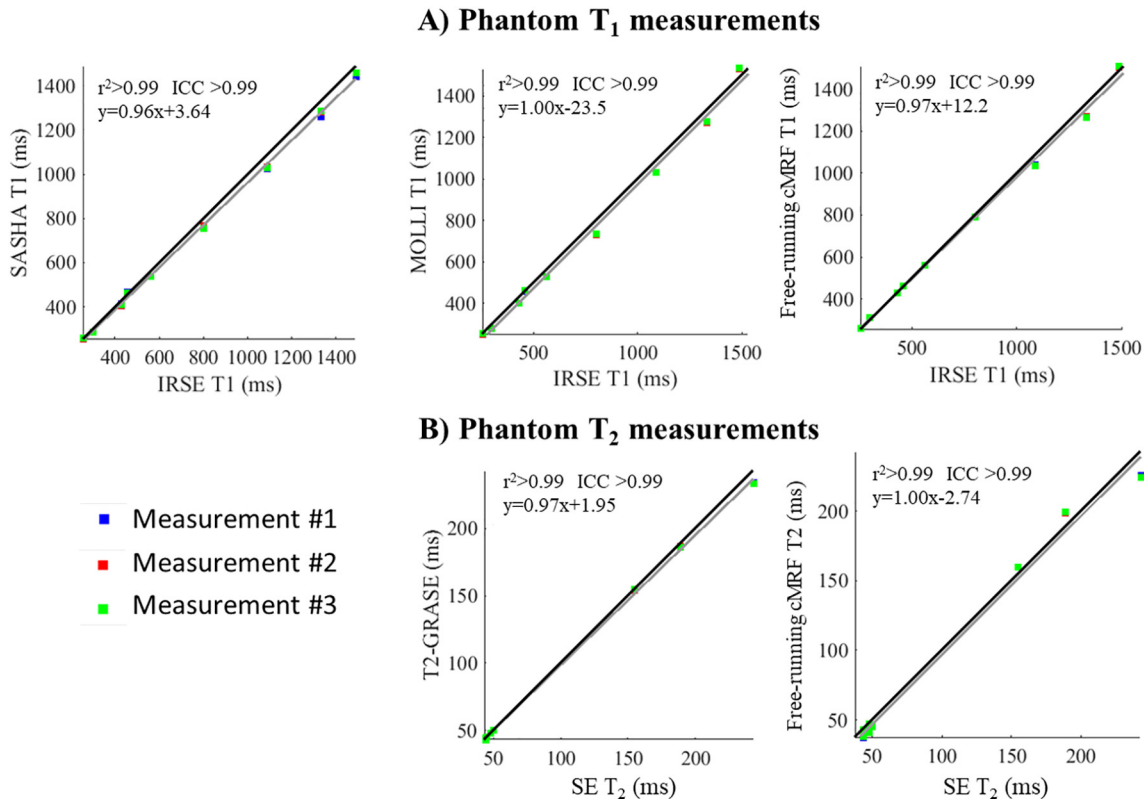 A) Phantom T₁ measurements
r²>0.99 ICC >0.99
y=0.96x+3.64
SASHA T1 (ms)
1400
1200
1000
800
600
400
400 600 800 1000 1200 1400
IRSE T1 (ms)
r²>0.99 ICC >0.99
y=1.00x-23.5
MOLLI T1 (ms)
1400
1200
1000
800
600
400
500 1000 1500
IRSE T1 (ms)
r²>0.99 ICC >0.99
y=0.97x+12.2
Free-running cMRF T1 (ms)
1400
1200
1000
800
600
400
500 1000 1500
IRSE T1 (ms)
B) Phantom T₂ measurements
Measurement #1
Measurement #2
Measurement #3
r²>0.99 ICC >0.99
y=0.97x+1.95
T2-GRASE (ms)
200
150
100
50
50 100 150 200
SE T₂ (ms)
r²>0.99 ICC >0.99
y=1.00x-2.74
Free-running cMRF T2 (ms)
200
150
100
50
50 100 150 200
SE T₂ (ms)